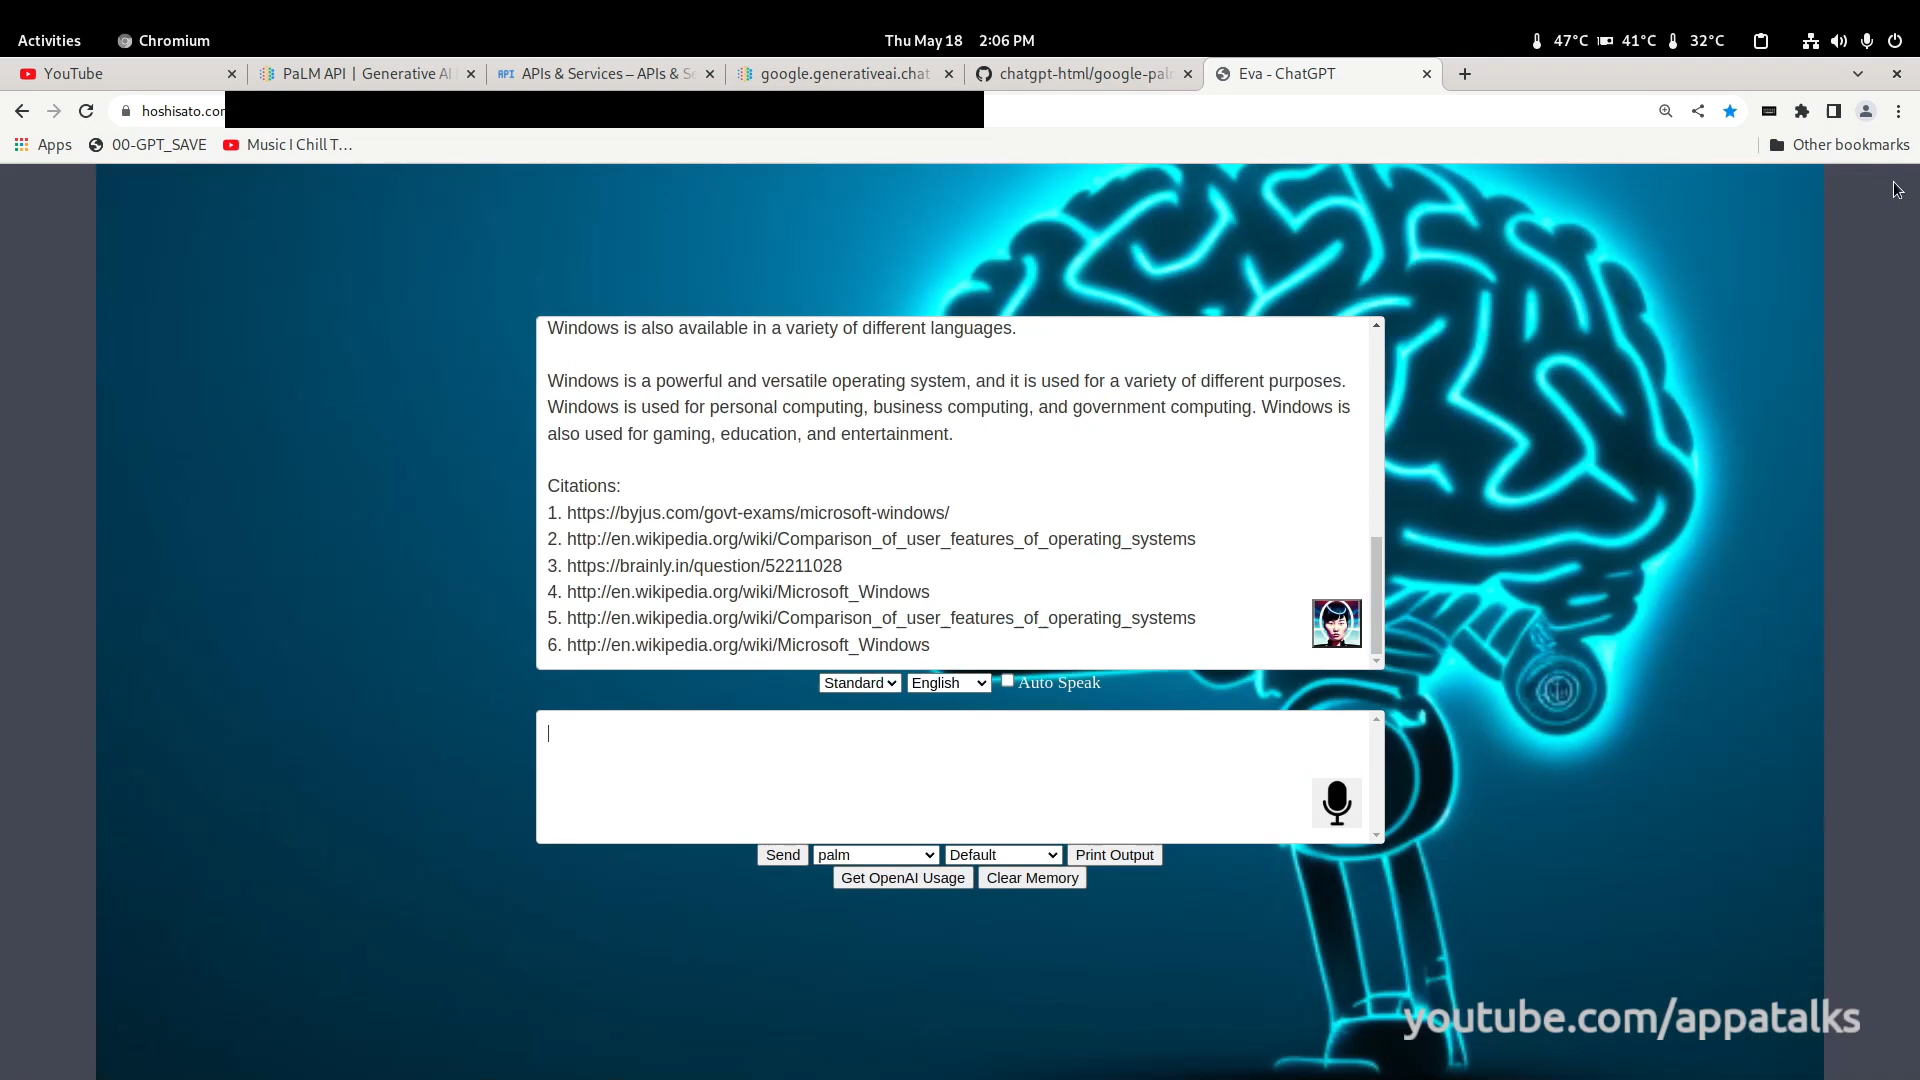 Activities Chromium Thu May 18 2:06 PM 47°C 41°C 32°C
YouTube PaLM API | Generative AI APIs & Services – APIs & Se google.generativeai.chat chatgpt-html/google-palm Eva - ChatGPT
hoshisato.com
Apps 00-GPT_SAVE Music I Chill T... Other bookmarks
Windows is also available in a variety of different languages.
Windows is a powerful and versatile operating system, and it is used for a variety of different purposes.
Windows is used for personal computing, business computing, and government computing. Windows is
also used for gaming, education, and entertainment.
Citations:
1. https://byjus.com/govt-exams/microsoft-windows/
2. http://en.wikipedia.org/wiki/Comparison_of_user_features_of_operating_systems
3. https://brainly.in/question/52211028
4. http://en.wikipedia.org/wiki/Microsoft_Windows
5. http://en.wikipedia.org/wiki/Comparison_of_user_features_of_operating_systems
6. http://en.wikipedia.org/wiki/Microsoft_Windows
Standard English Auto Speak
Send palm Default Print Output
Get OpenAI Usage Clear Memory
youtube.com/appatalks